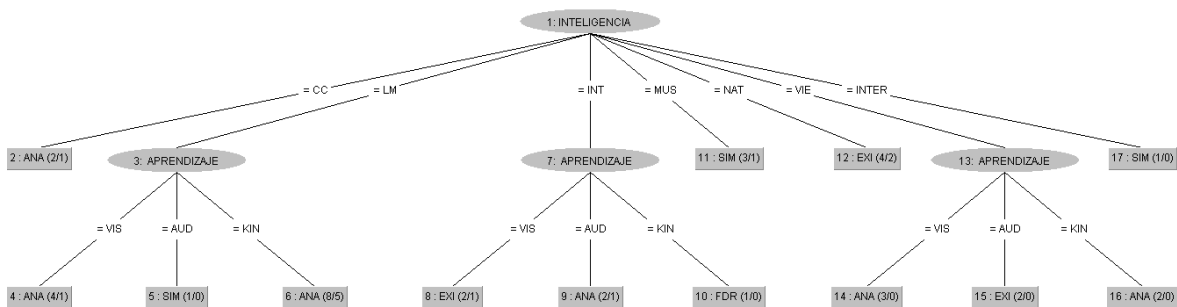 1: INTELIGENCIA
= CC
= LM
= INT
= MUS
= NAT
= VIE
= INTER
2 : ANA (2/1)
3: APRENDIZAJE
7: APRENDIZAJE
11 : SIM (3/1)
12 : EXI (4/2)
13: APRENDIZAJE
17 : SIM (1/0)
= VIS
= AUD
= KIN
= VIS
= AUD
= KIN
= VIS
= AUD
= KIN
4 : ANA (4/1)
5 : SIM (1/0)
6 : ANA (8/5)
8 : EXI (2/1)
9 : ANA (2/1)
10 : FDR (1/0)
14 : ANA (3/0)
15 : EXI (2/0)
16 : ANA (2/0)